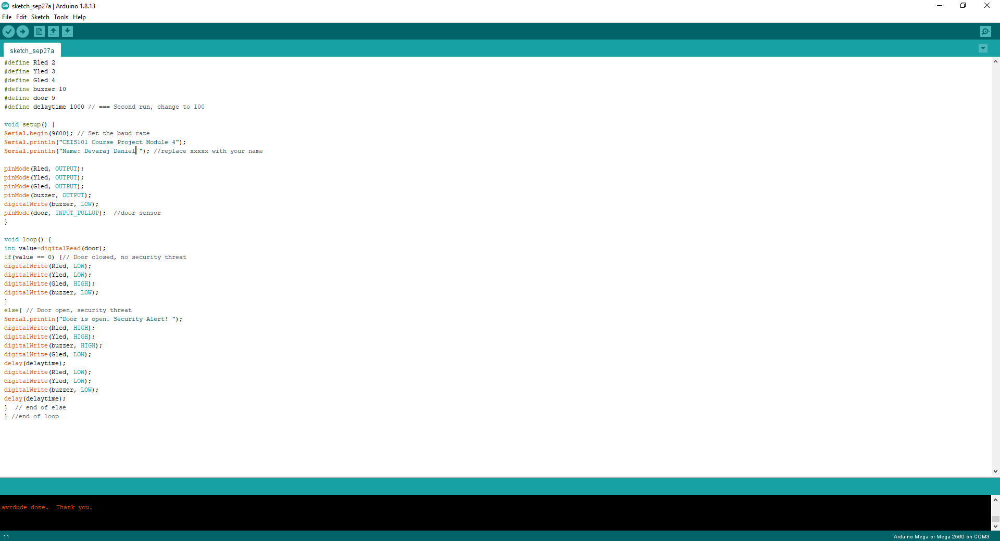 sketch_sep27a | Arduino 1.8.13
File Edit Sketch Tools Help
sketch_sep27a
#define Rled 2
#define Yled 3
#define Gled 4
#define buzzer 10
#define door 9
#define delaytime 1000 // === Second run, change to 100
void setup() {
Serial.begin(9600); // Set the baud rate
Serial.println("CEIS101 Course Project Module 4");
Serial.println("Name: Devaraj Daniel "); //replace xxxxx with your name
pinMode(Rled, OUTPUT);
pinMode(Yled, OUTPUT);
pinMode(Gled, OUTPUT);
pinMode(buzzer, OUTPUT);
digitalWrite(buzzer, LOW);
pinMode(door, INPUT_PULLUP);  //door sensor
}
void loop() {
int value=digitalRead(door);
if(value == 0) {// Door closed, no security threat
digitalWrite(Rled, LOW);
digitalWrite(Yled, LOW);
digitalWrite(Gled, HIGH);
digitalWrite(buzzer, LOW);
}
else{ // Door open, security threat
Serial.println("Door is open. Security Alert! ");
digitalWrite(Rled, HIGH);
digitalWrite(Yled, HIGH);
digitalWrite(buzzer, HIGH);
digitalWrite(Gled, LOW);
delay(delaytime);
digitalWrite(Rled, LOW);
digitalWrite(Yled, LOW);
digitalWrite(buzzer, LOW);
delay(delaytime);
}  // end of else
} //end of loop
avrdude done.  Thank you.
11
Arduino Mega or Mega 2560 on COM3